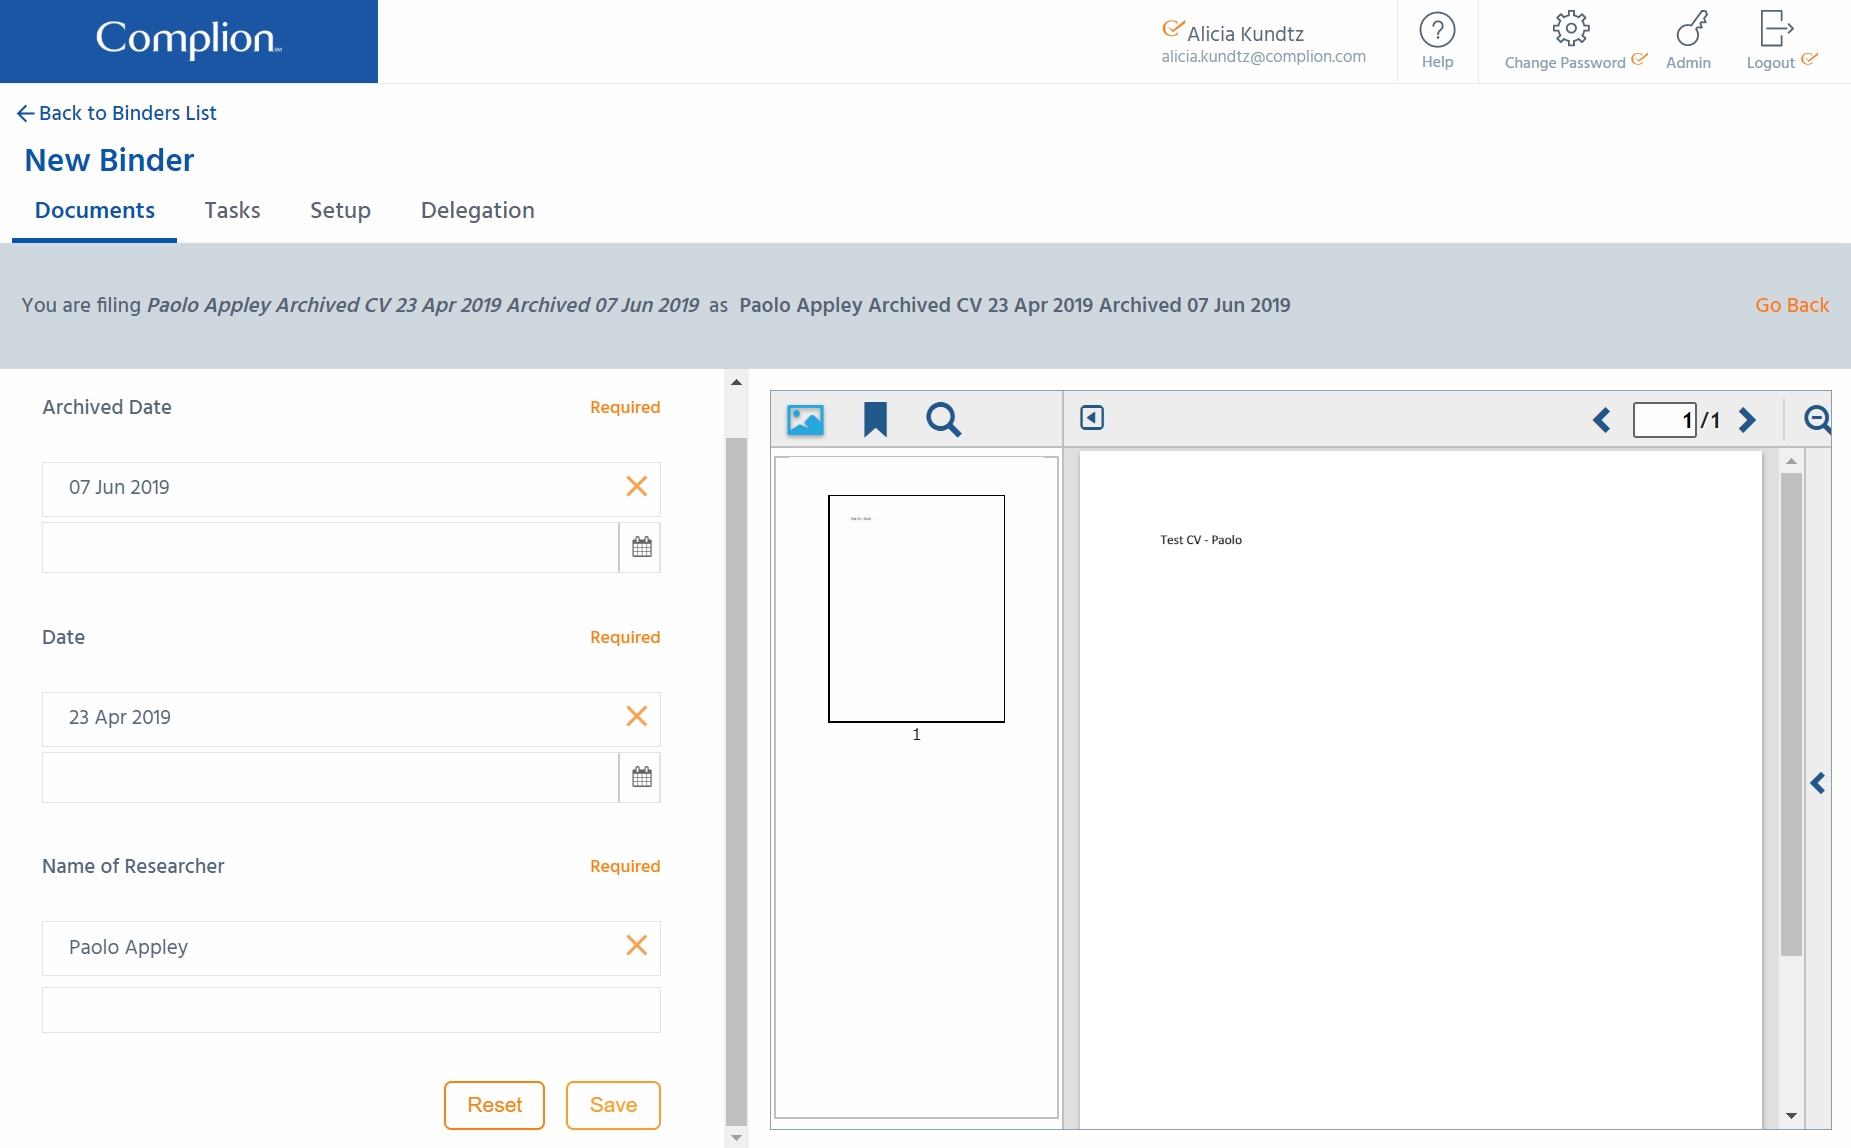 Complion
Alicia Kundtz
alicia.kundtz@complion.com
Help
Change Password
Admin
Logout
Back to Binders List
New Binder
Documents Tasks Setup Delegation
You are filing Paolo Appley Archived CV 23 Apr 2019 Archived 07 Jun 2019 as Paolo Appley Archived CV 23 Apr 2019 Archived 07 Jun 2019
Go Back
Archived Date Required
07 Jun 2019
Date Required
23 Apr 2019
Name of Researcher Required
Paolo Appley
Reset Save
1 /1
Test CV - Paolo
1
Test CV - Paolo